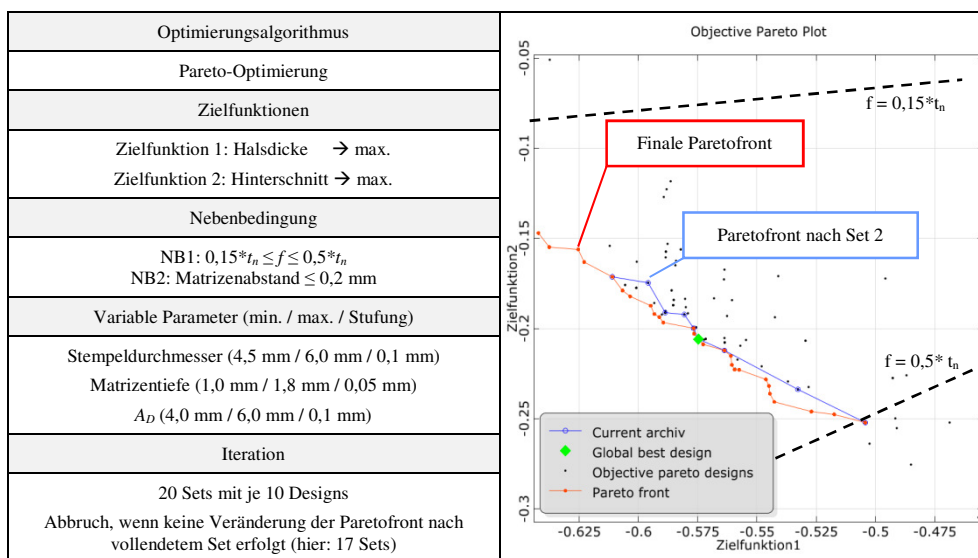 Optimierungsalgorithmus
Pareto-Optimierung
Zielfunktionen
Zielfunktion 1: Halsdicke → max.
Zielfunktion 2: Hinterschnitt → max.
Nebenbedingung
NB1: 0,15*tₙ ≤ f ≤ 0,5*tₙ
NB2: Matrizenabstand ≤ 0,2 mm
Variable Parameter (min. / max. / Stufung)
Stempeldurchmesser (4,5 mm / 6,0 mm / 0,1 mm)
Matrizentiefe (1,0 mm / 1,8 mm / 0,05 mm)
A_D (4,0 mm / 6,0 mm / 0,1 mm)
Iteration
20 Sets mit je 10 Designs
Abbruch, wenn keine Veränderung der Paretofront nach
vollendetem Set erfolgt (hier: 17 Sets)
Objective Pareto Plot
-0.05
-0.1
-0.15
-0.2
-0.25
-0.3
Zielfunktion2
f = 0,15*tₙ
Finale Paretofront
Paretofront nach Set 2
f = 0,5* tₙ
Current archiv
Global best design
Objective pareto designs
Pareto front
-0.625 -0.6 -0.575 -0.55 -0.525 -0.5 -0.475
Zielfunktion1